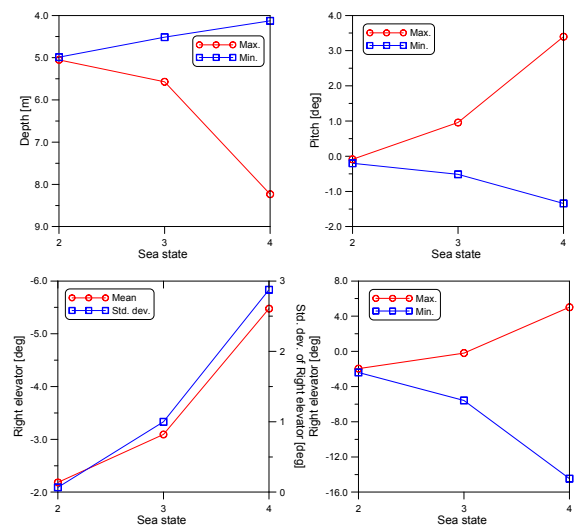 4.0
5.0
6.0
7.0
8.0
9.0
Depth [m]
2
3
4
Sea state
Max.
Min.
4.0
3.0
2.0
1.0
0.0
-1.0
-2.0
Pitch [deg]
2
3
4
Sea state
Max.
Min.
-6.0
-5.0
-4.0
-3.0
-2.0
Right elevator [deg]
2
3
4
Sea state
Mean
Std. dev.
3
2
1
0
Std. dev. of Right elevator [deg]
8.0
4.0
0.0
-4.0
-8.0
-12.0
-16.0
Right elevator [deg]
2
3
4
Sea state
Max.
Min.